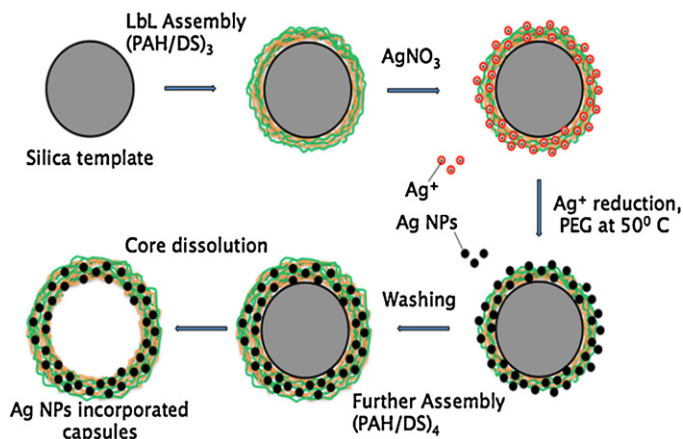 LbL Assembly
(PAH/DS)₃
AgNO₃
Silica template
Ag⁺
Ag⁺ reduction,
PEG at 50⁰ C
Ag NPs
Core dissolution
Washing
Further Assembly
(PAH/DS)₄
Ag NPs incorporated
capsules